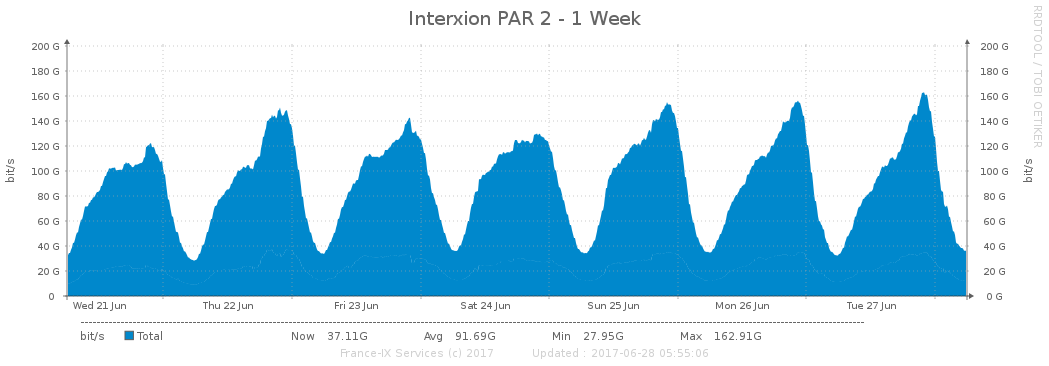 Interxion PAR 2 - 1 Week
RRDTOOL / TOBI OETIKER
200 G 200 G
180 G 180 G
160 G 160 G
140 G 140 G
120 G 120 G
100 G 100 G
80 G 80 G
60 G 60 G
40 G 40 G
20 G 20 G
0 0 G
bit/s bit/s
Wed 21 Jun Thu 22 Jun Fri 23 Jun Sat 24 Jun Sun 25 Jun Mon 26 Jun Tue 27 Jun
bit/s Total Now 37.11G Avg 91.69G Min 27.95G Max 162.91G
France-IX Services (c) 2017 Updated : 2017-06-28 05:55:06